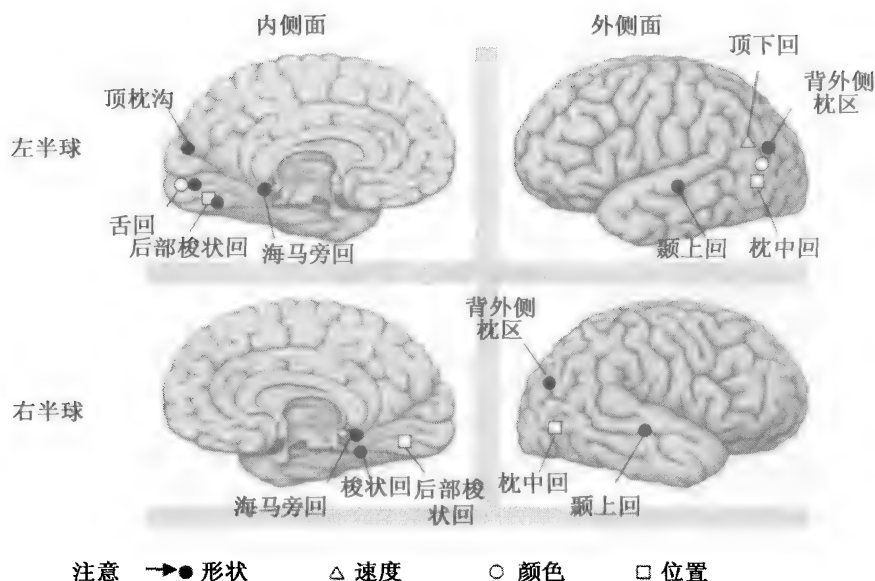 内侧面
外侧面
顶下回
背外侧
枕区
顶枕沟
左半球
舌回
后部梭状回
海马旁回
颞上回
枕中回
背外侧
枕区
右半球
海马旁回
梭状回
后部梭
状回
枕中回
颞上回
注意 形状 速度 颜色 位置